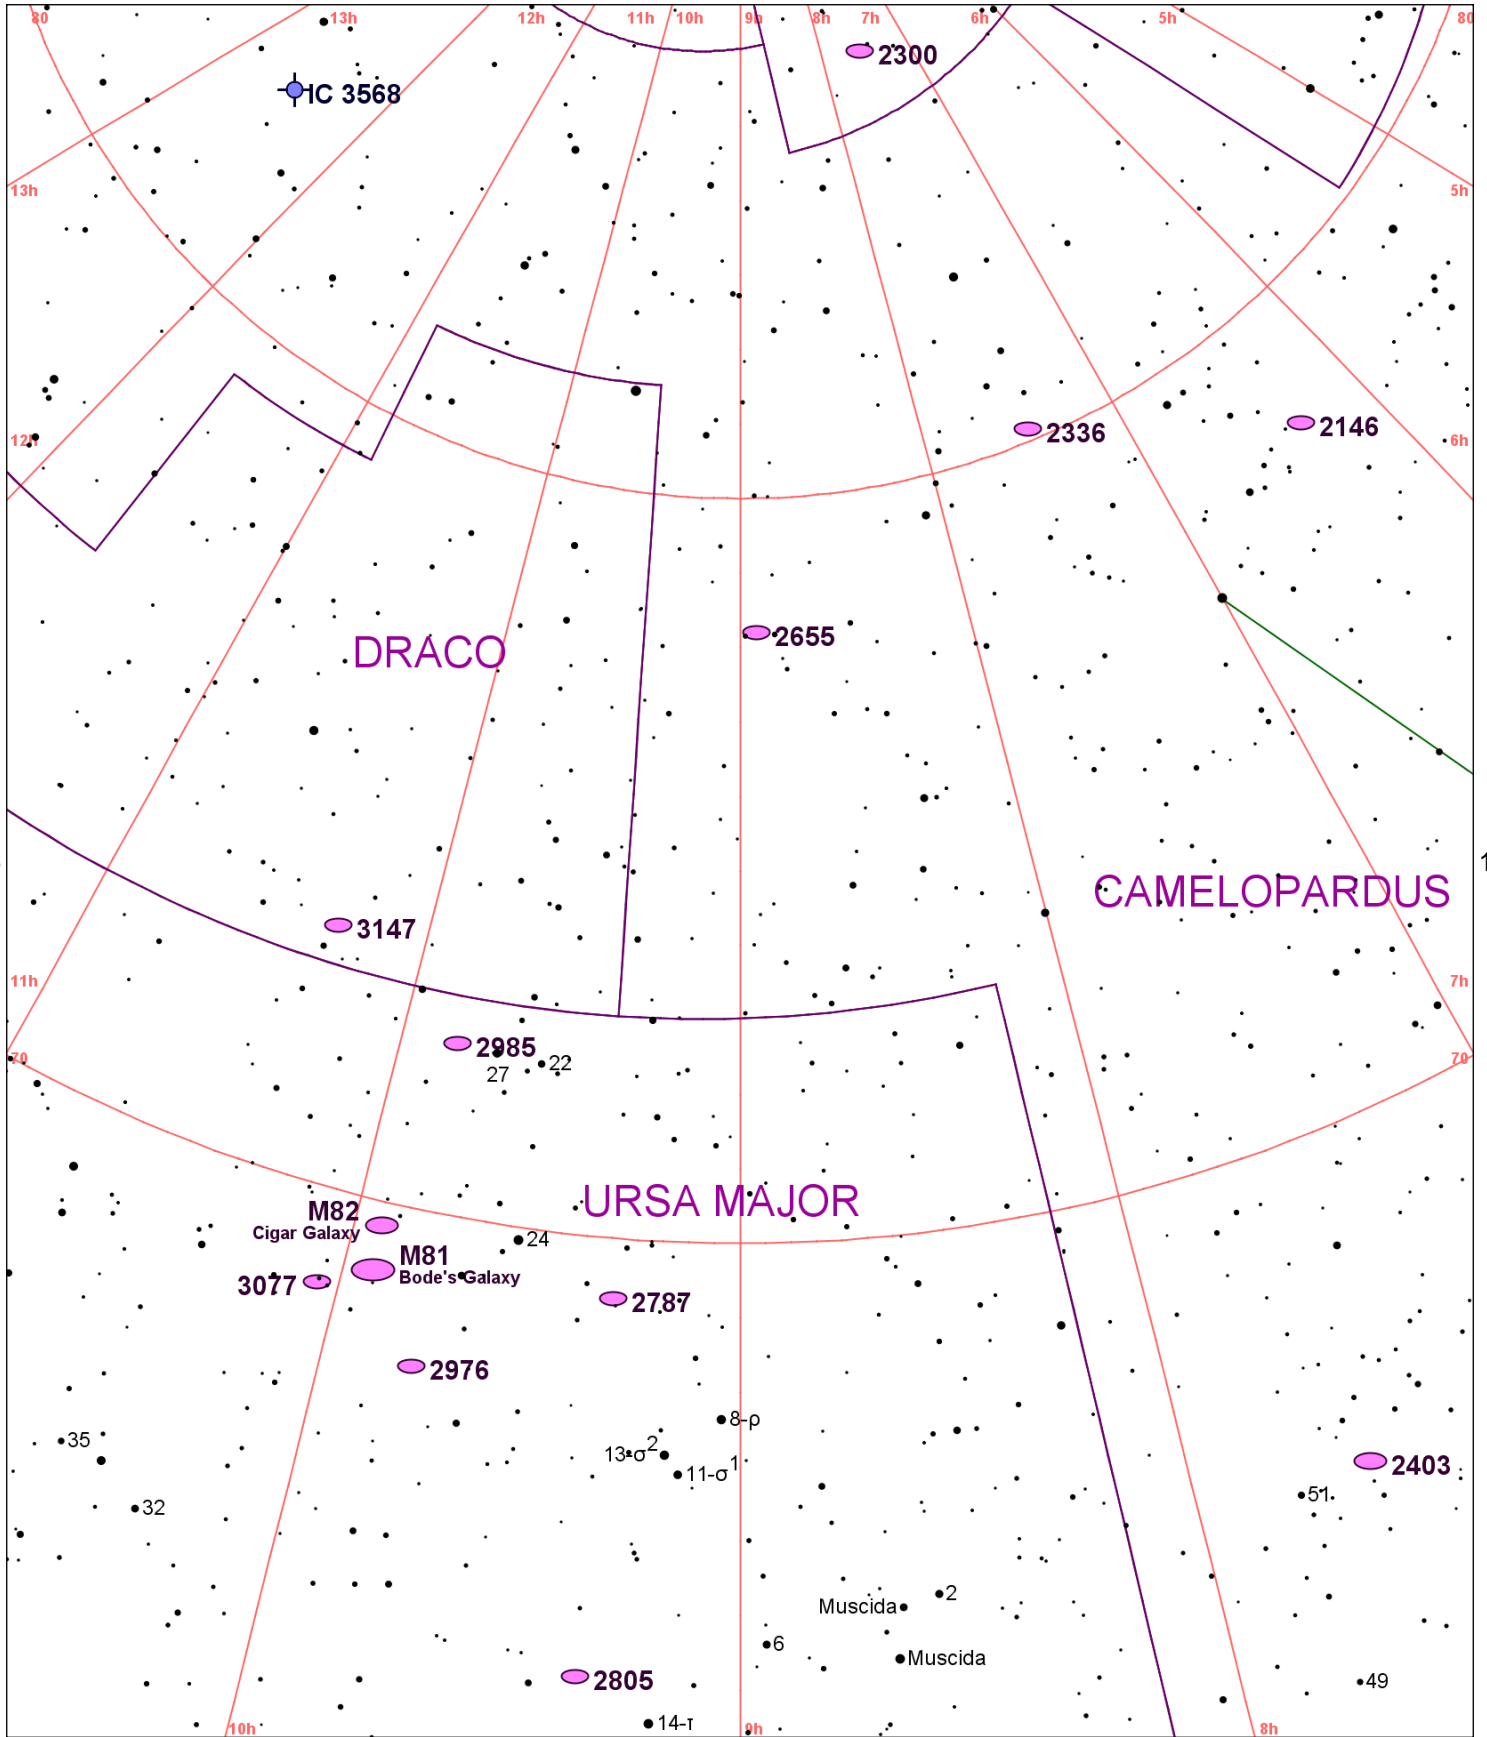 80 13h 12h 11h 10h 9h 8h 7h 6h 5h 80
2300
IC 3568
13h 5h
2336 2146
12h 6h
2655
DRACO
CAMELOPARDUS
3147
11h 7h
2985
70 70
22
27
URSA MAJOR
M82
Cigar Galaxy
24
M81
Bode's Galaxy
3077
2787
2976
8-ρ
35
13-σ2
11-σ1
2403
51
32
2
Muscida
6
Muscida
2805
49
14-τ
10h 9h 8h
1